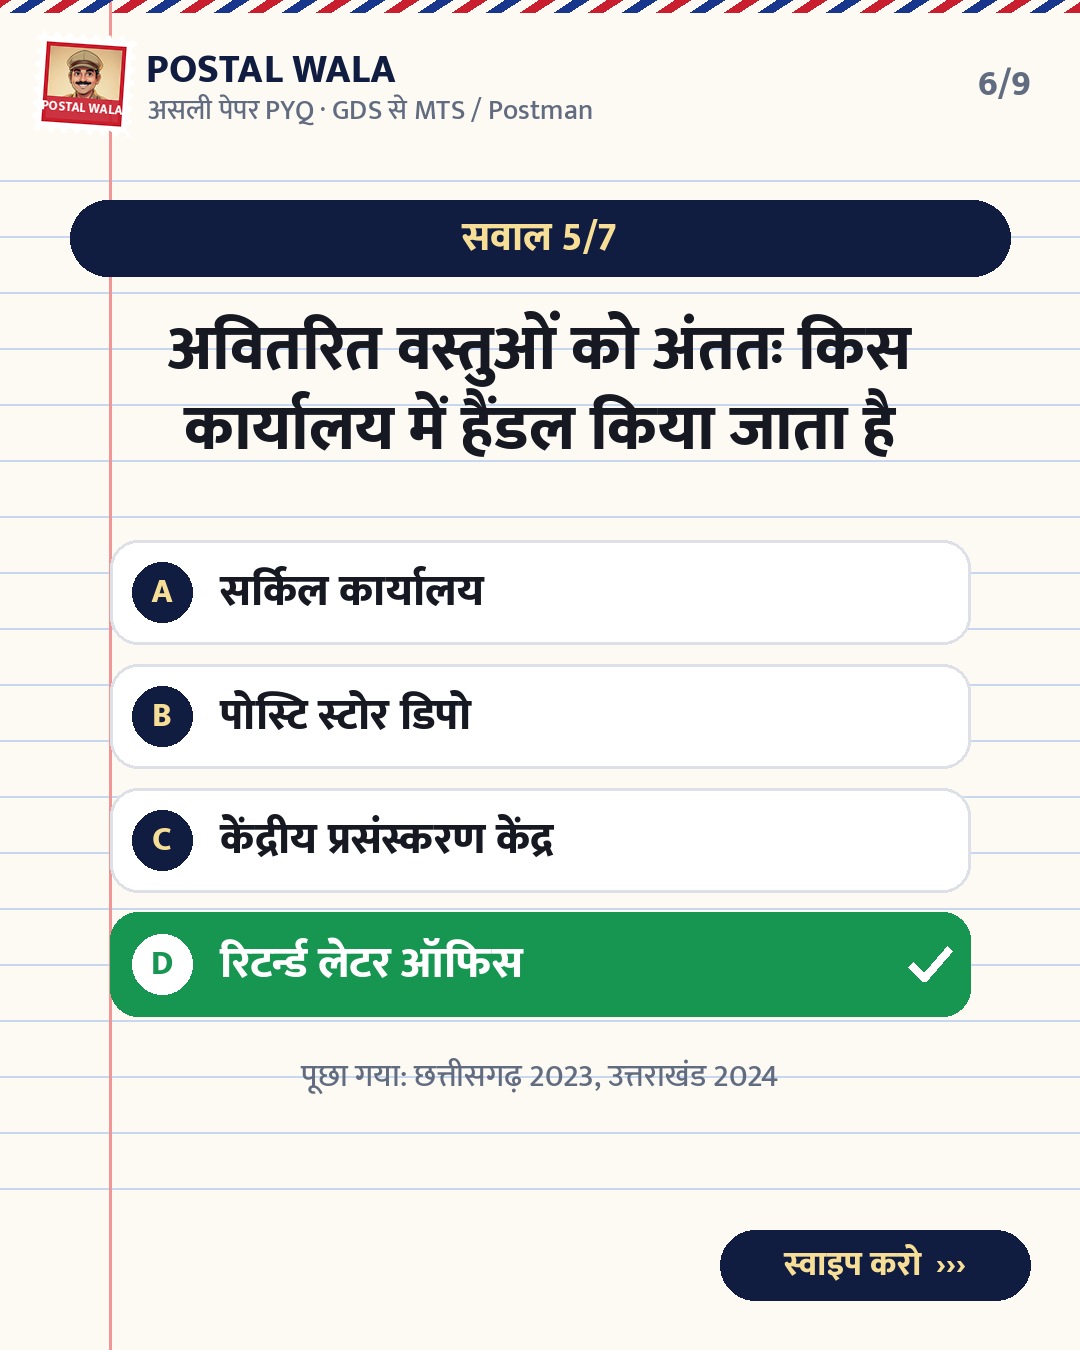 POSTAL WALA
POSTAL WALA
असली पेपर PYQ · GDS से MTS / Postman
6/9
सवाल 5/7
अवितरित वस्तुओं को अंततः किस
कार्यालय में हैंडल किया जाता है
A सर्किल कार्यालय
B पोस्टि स्टोर डिपो
C केंद्रीय प्रसंस्करण केंद्र
D रिटर्न्ड लेटर ऑफिस
पूछा गया: छत्तीसगढ़ 2023, उत्तराखंड 2024
स्वाइप करो ›››